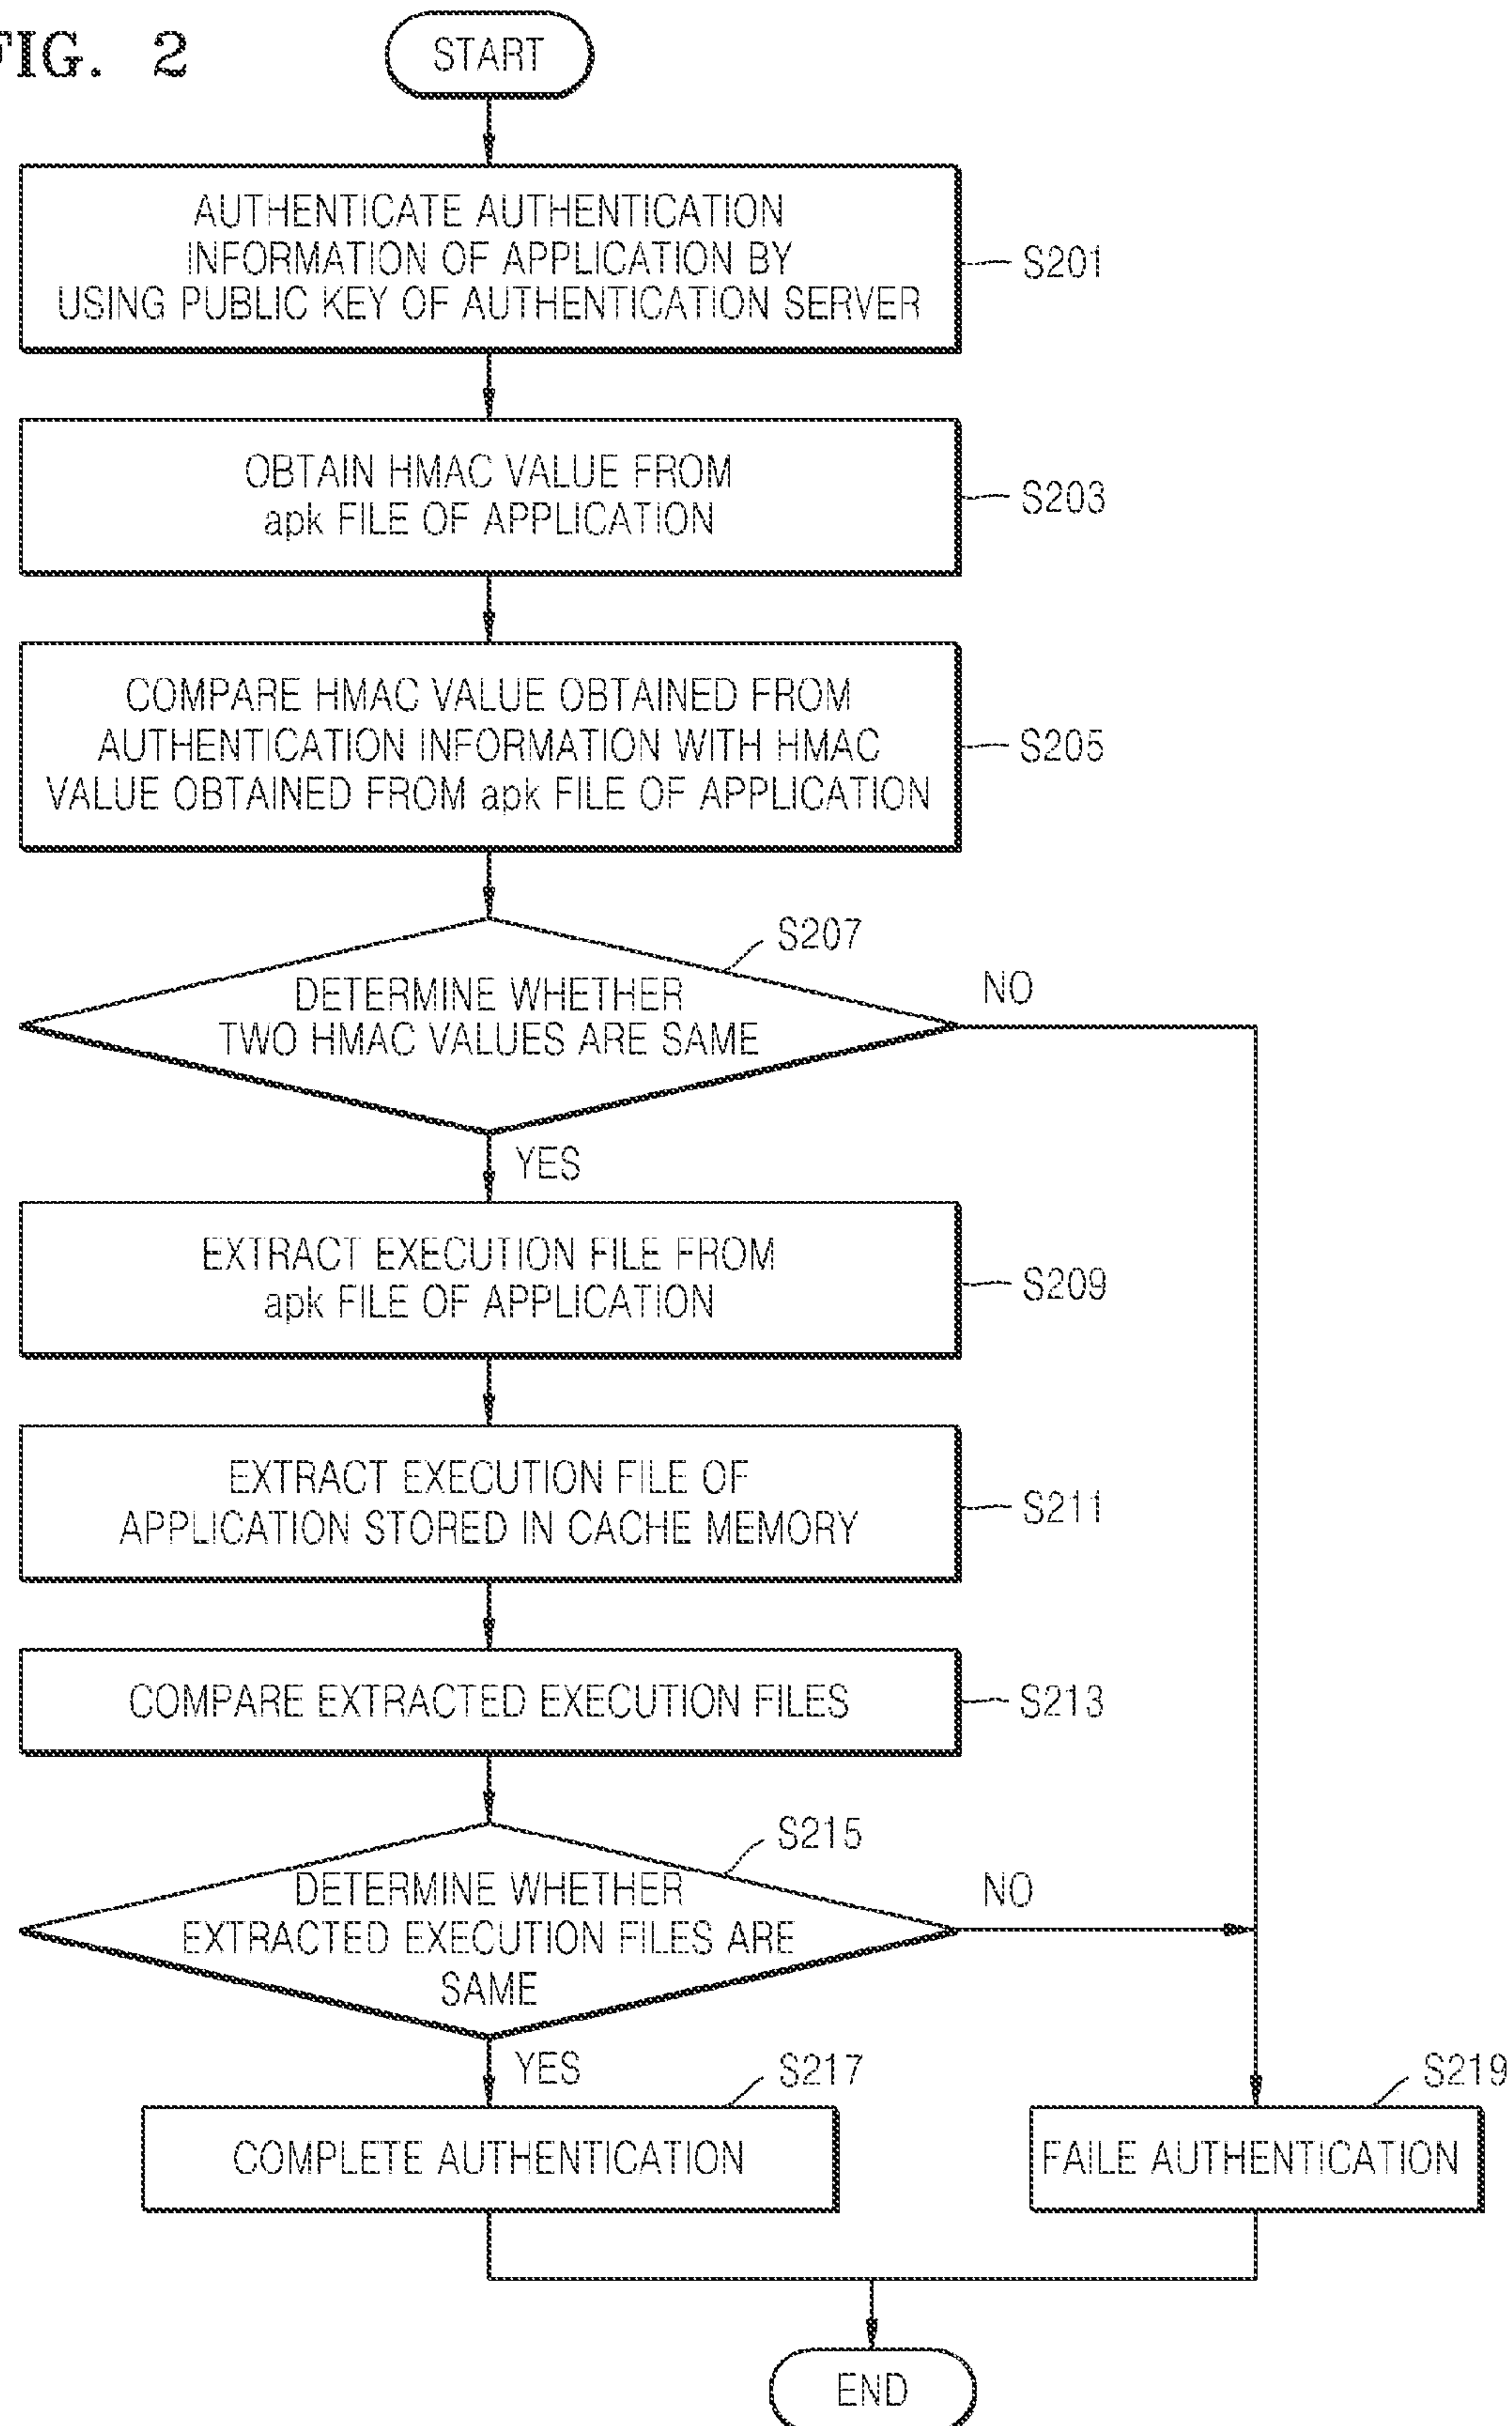 FIG. 2
START
AUTHENTICATE AUTHENTICATION
INFORMATION OF APPLICATION BY
USING PUBLIC KEY OF AUTHENTICATION SERVER
S201
OBTAIN HMAC VALUE FROM
apk FILE OF APPLICATION
S203
COMPARE HMAC VALUE OBTAINED FROM
AUTHENTICATION INFORMATION WITH HMAC
VALUE OBTAINED FROM apk FILE OF APPLICATION
S205
S207
DETERMINE WHETHER
TWO HMAC VALUES ARE SAME
NO
YES
EXTRACT EXECUTION FILE FROM
apk FILE OF APPLICATION
S209
EXTRACT EXECUTION FILE OF
APPLICATION STORED IN CACHE MEMORY
S211
COMPARE EXTRACTED EXECUTION FILES
S213
S215
DETERMINE WHETHER
EXTRACTED EXECUTION FILES ARE
SAME
NO
YES
S217
COMPLETE AUTHENTICATION
S219
FAILE AUTHENTICATION
END